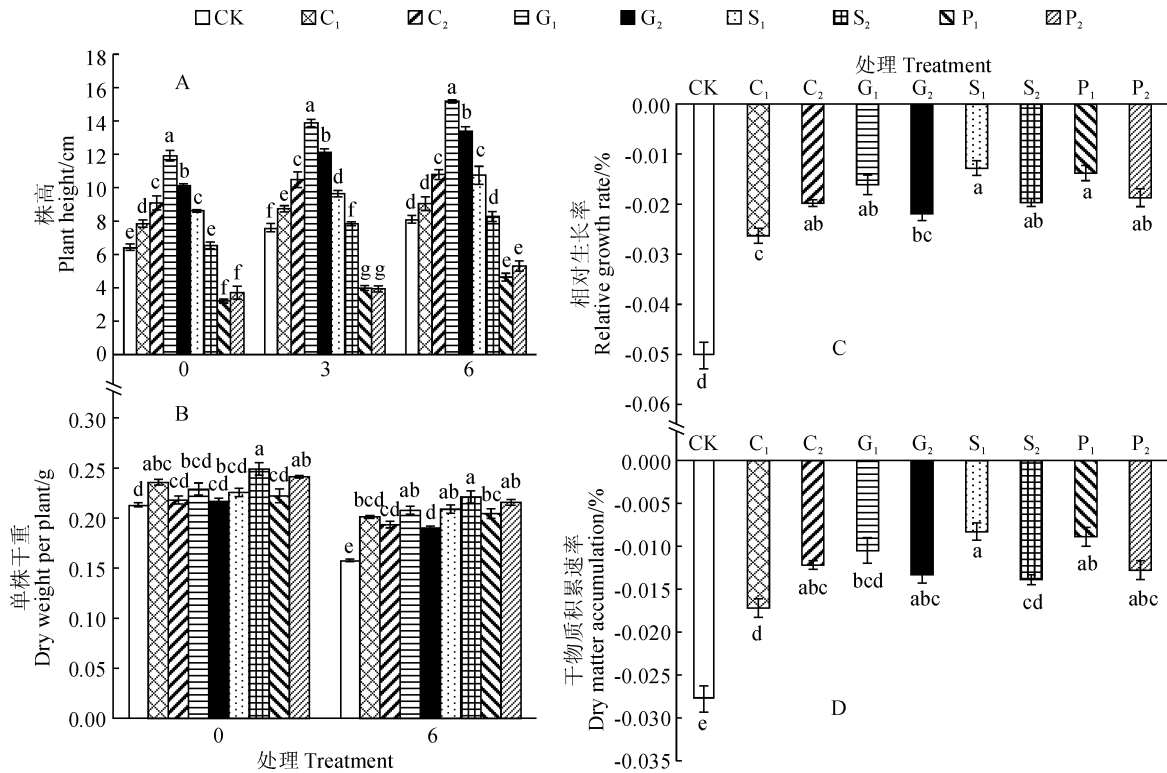 CK C₁ C₂ G₁ G₂ S₁ S₂ P₁ P₂
18
16
14
12
10
8
6
4
2
0
株高
Plant height/cm
A
e d c a b c e f f
f e c a b d f g g
d d c a b c d e e
0 3 6
0.30
0.25
0.20
0.15
0.10
0.05
0.00
单株干重
Dry weight per plant/g
B
d abc cd bcd cd bcd a cd ab
e bcd cd ab d ab a bc ab
0 6
处理 Treatment
处理 Treatment
CK C₁ C₂ G₁ G₂ S₁ S₂ P₁ P₂
0.00
-0.01
-0.02
-0.03
-0.04
-0.05
-0.06
相对生长率
Relative growth rate/%
d c ab ab bc a ab a ab
C
CK C₁ C₂ G₁ G₂ S₁ S₂ P₁ P₂
0.000
-0.005
-0.010
-0.015
-0.020
-0.025
-0.030
-0.035
干物质积累速率
Dry matter accumulation/%
e d abc bcd abc a cd ab abc
D